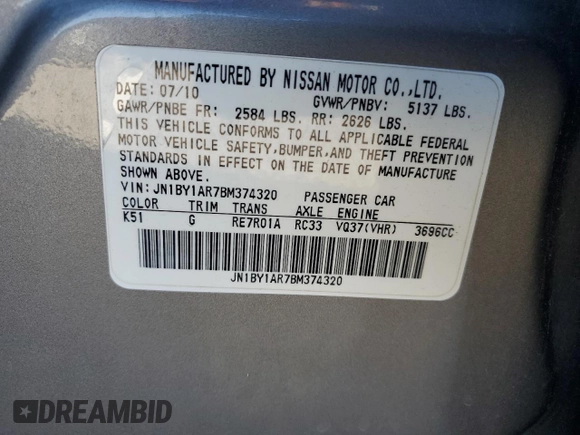 MANUFACTURED BY NISSAN MOTOR CO.,LTD.
DATE: 07/10 GVWR/PNBV: 5137 LBS.
GAWR/PNBE FR: 2584 LBS. RR: 2626 LBS.
THIS VEHICLE CONFORMS TO ALL APPLICABLE FEDERAL
MOTOR VEHICLE SAFETY,BUMPER,AND THEFT PREVENTION
STANDARDS IN EFFECT ON THE DATE OF MANUFACTURE
SHOWN ABOVE.
VIN:JN1BY1AR7BM374320 PASSENGER CAR
COLOR TRIM TRANS AXLE ENGINE
K51 G RE7R01A RC33 VQ37(VHR) 3696CC
JN1BY1AR7BM374320
DREAMBID